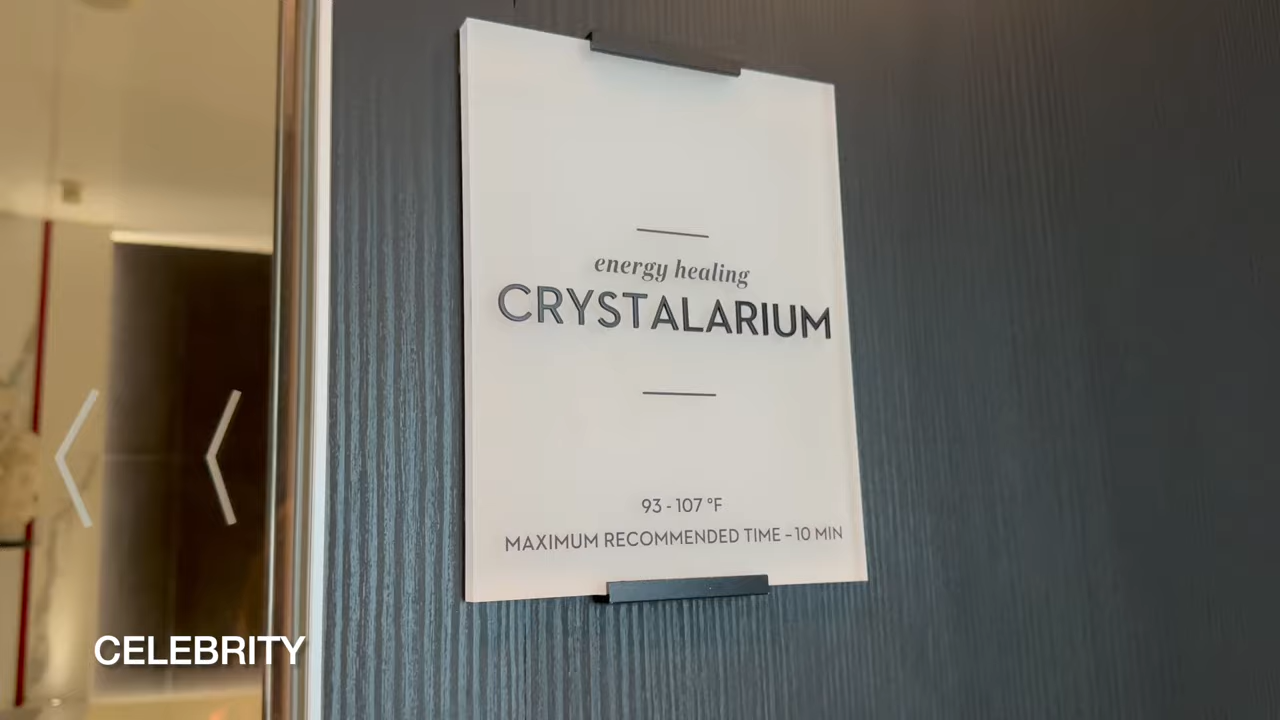 energy healing
CRYSTALARIUM
93 - 107 °F
MAXIMUM RECOMMENDED TIME - 10 MIN
CELEBRITY